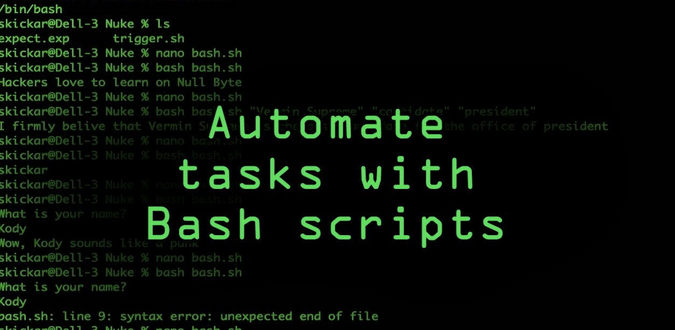 /bin/bash
skickar@Dell-3 Nuke % ls
expect.exp trigger.sh
skickar@Dell-3 Nuke % nano bash.sh
skickar@Dell-3 Nuke % bash bash.sh
Hackers love to learn on Null Byte
skickar@Dell-3 Nuke % nano bash.sh
skickar@Dell-3 Nuke % bash bash.sh "Vermin Supreme" "candidate" "president"
I firmly belive that Vermin the office of president
Automate
skickar@Dell-3 Nuke % nano
skickar@Dell-3 Nuke % bash bash.sh
skickar
tasks with
skickar@Dell-3 Nuke % nano
skickar@Dell-3 Nuke %
What is your name?
Kody
Bash scripts
Wow, Kody sounds like a punk
skickar@Dell-3 Nuke % nano bash.sh
skickar@Dell-3 Nuke % bash bash.sh
What is your name?
Kody
bash.sh: line 9: syntax error: unexpected end of file
skickar@Dell-3 Nuke % nano bash.sh